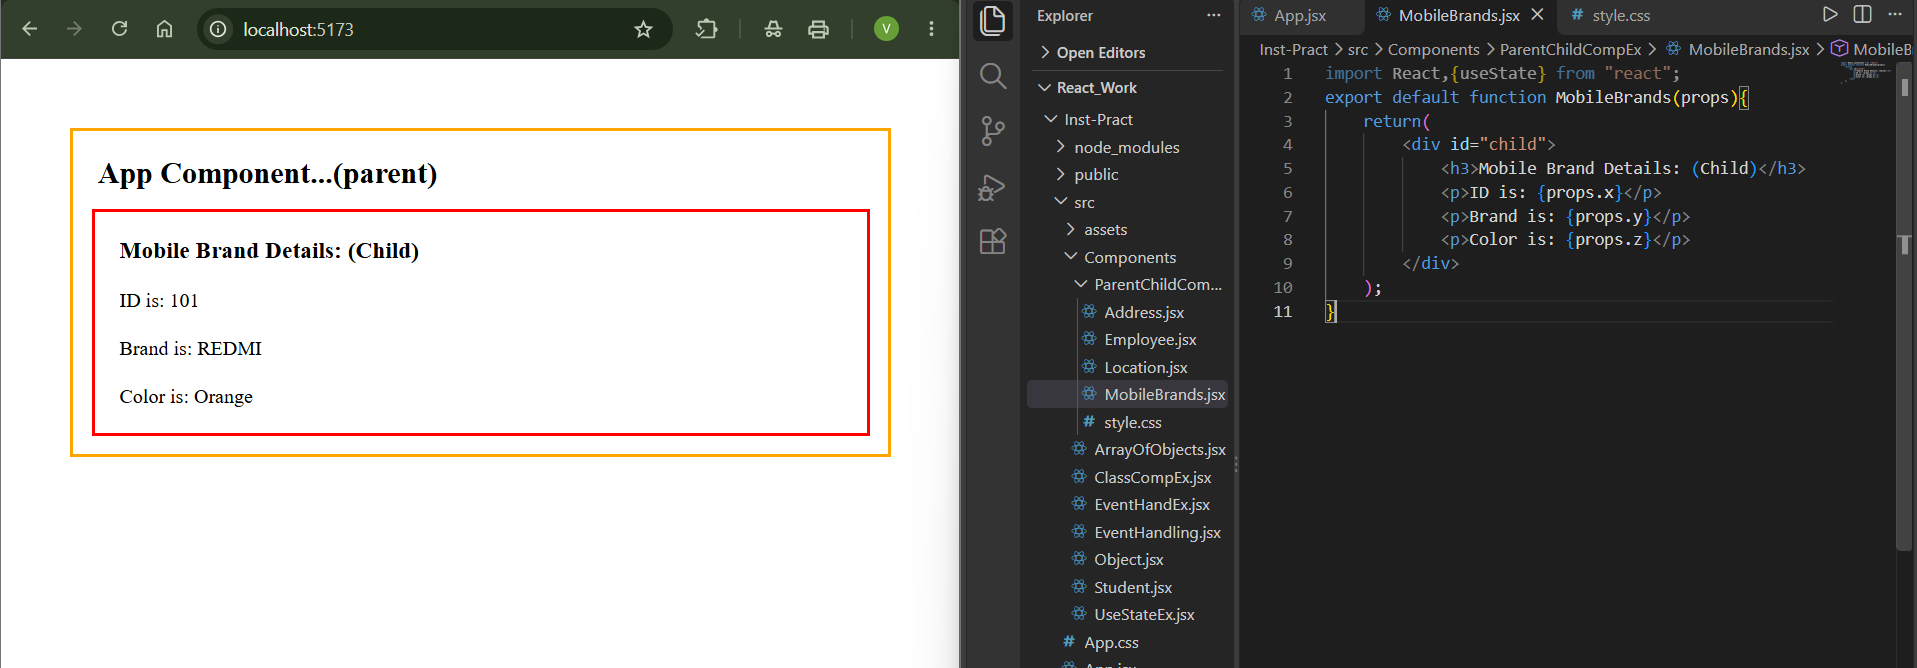 localhost:5173
V
App Component...(parent)
Mobile Brand Details: (Child)
ID is: 101
Brand is: REDMI
Color is: Orange
Explorer
Open Editors
React_Work
Inst-Pract
node_modules
public
src
assets
Components
ParentChildCom...
Address.jsx
Employee.jsx
Location.jsx
MobileBrands.jsx
# style.css
ArrayOfObjects.jsx
ClassCompEx.jsx
EventHandEx.jsx
EventHandling.jsx
Object.jsx
Student.jsx
UseStateEx.jsx
# App.css
App.jsx
App.jsx MobileBrands.jsx # style.css
Inst-Pract > src > Components > ParentChildCompEx > MobileBrands.jsx > MobileB
1 import React,{useState} from "react";
2 export default function MobileBrands(props){
3 return(
4 <div id="child">
5 <h3>Mobile Brand Details: (Child)</h3>
6 <p>ID is: {props.x}</p>
7 <p>Brand is: {props.y}</p>
8 <p>Color is: {props.z}</p>
9 </div>
10 );
11 }